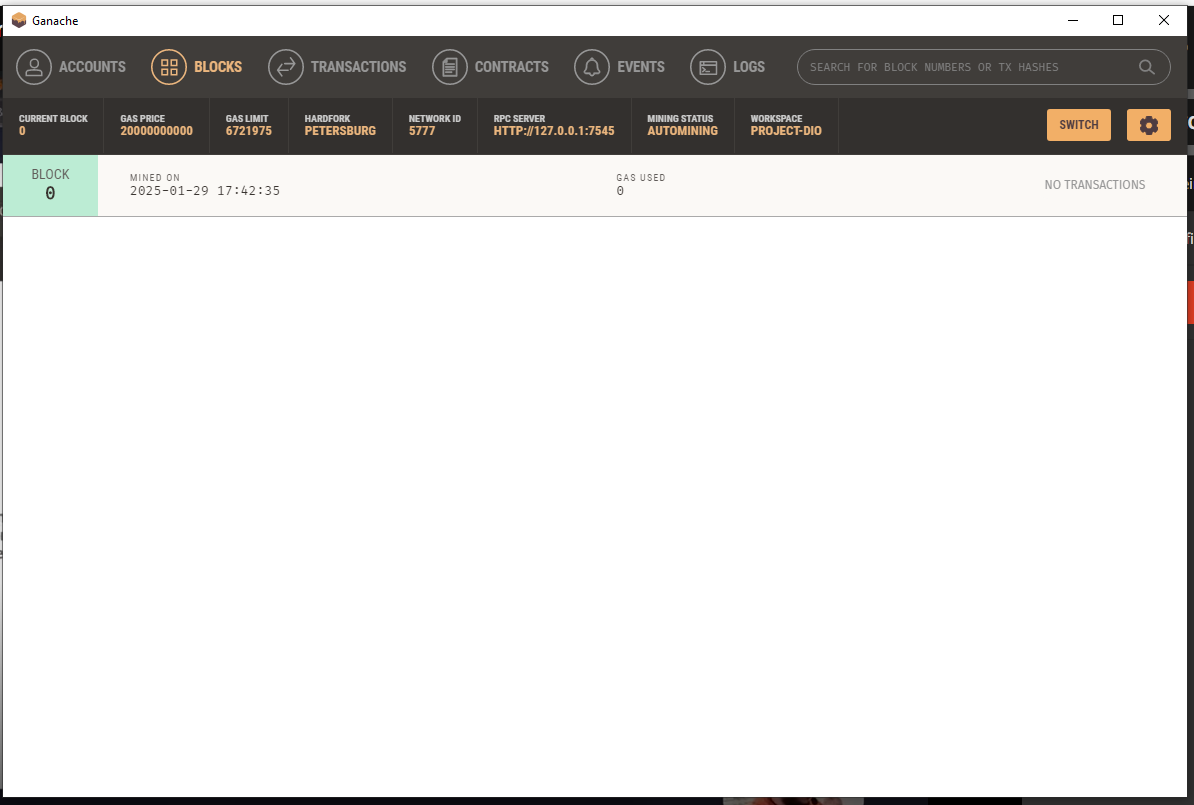 Ganache
ACCOUNTS BLOCKS TRANSACTIONS CONTRACTS EVENTS LOGS SEARCH FOR BLOCK NUMBERS OR TX HASHES
CURRENT BLOCK GAS PRICE GAS LIMIT HARDFORK NETWORK ID RPC SERVER MINING STATUS WORKSPACE
0 20000000000 6721975 PETERSBURG 5777 HTTP://127.0.0.1:7545 AUTOMINING PROJECT-DIO
SWITCH
BLOCK MINED ON GAS USED
0 2025-01-29 17:42:35 0 NO TRANSACTIONS